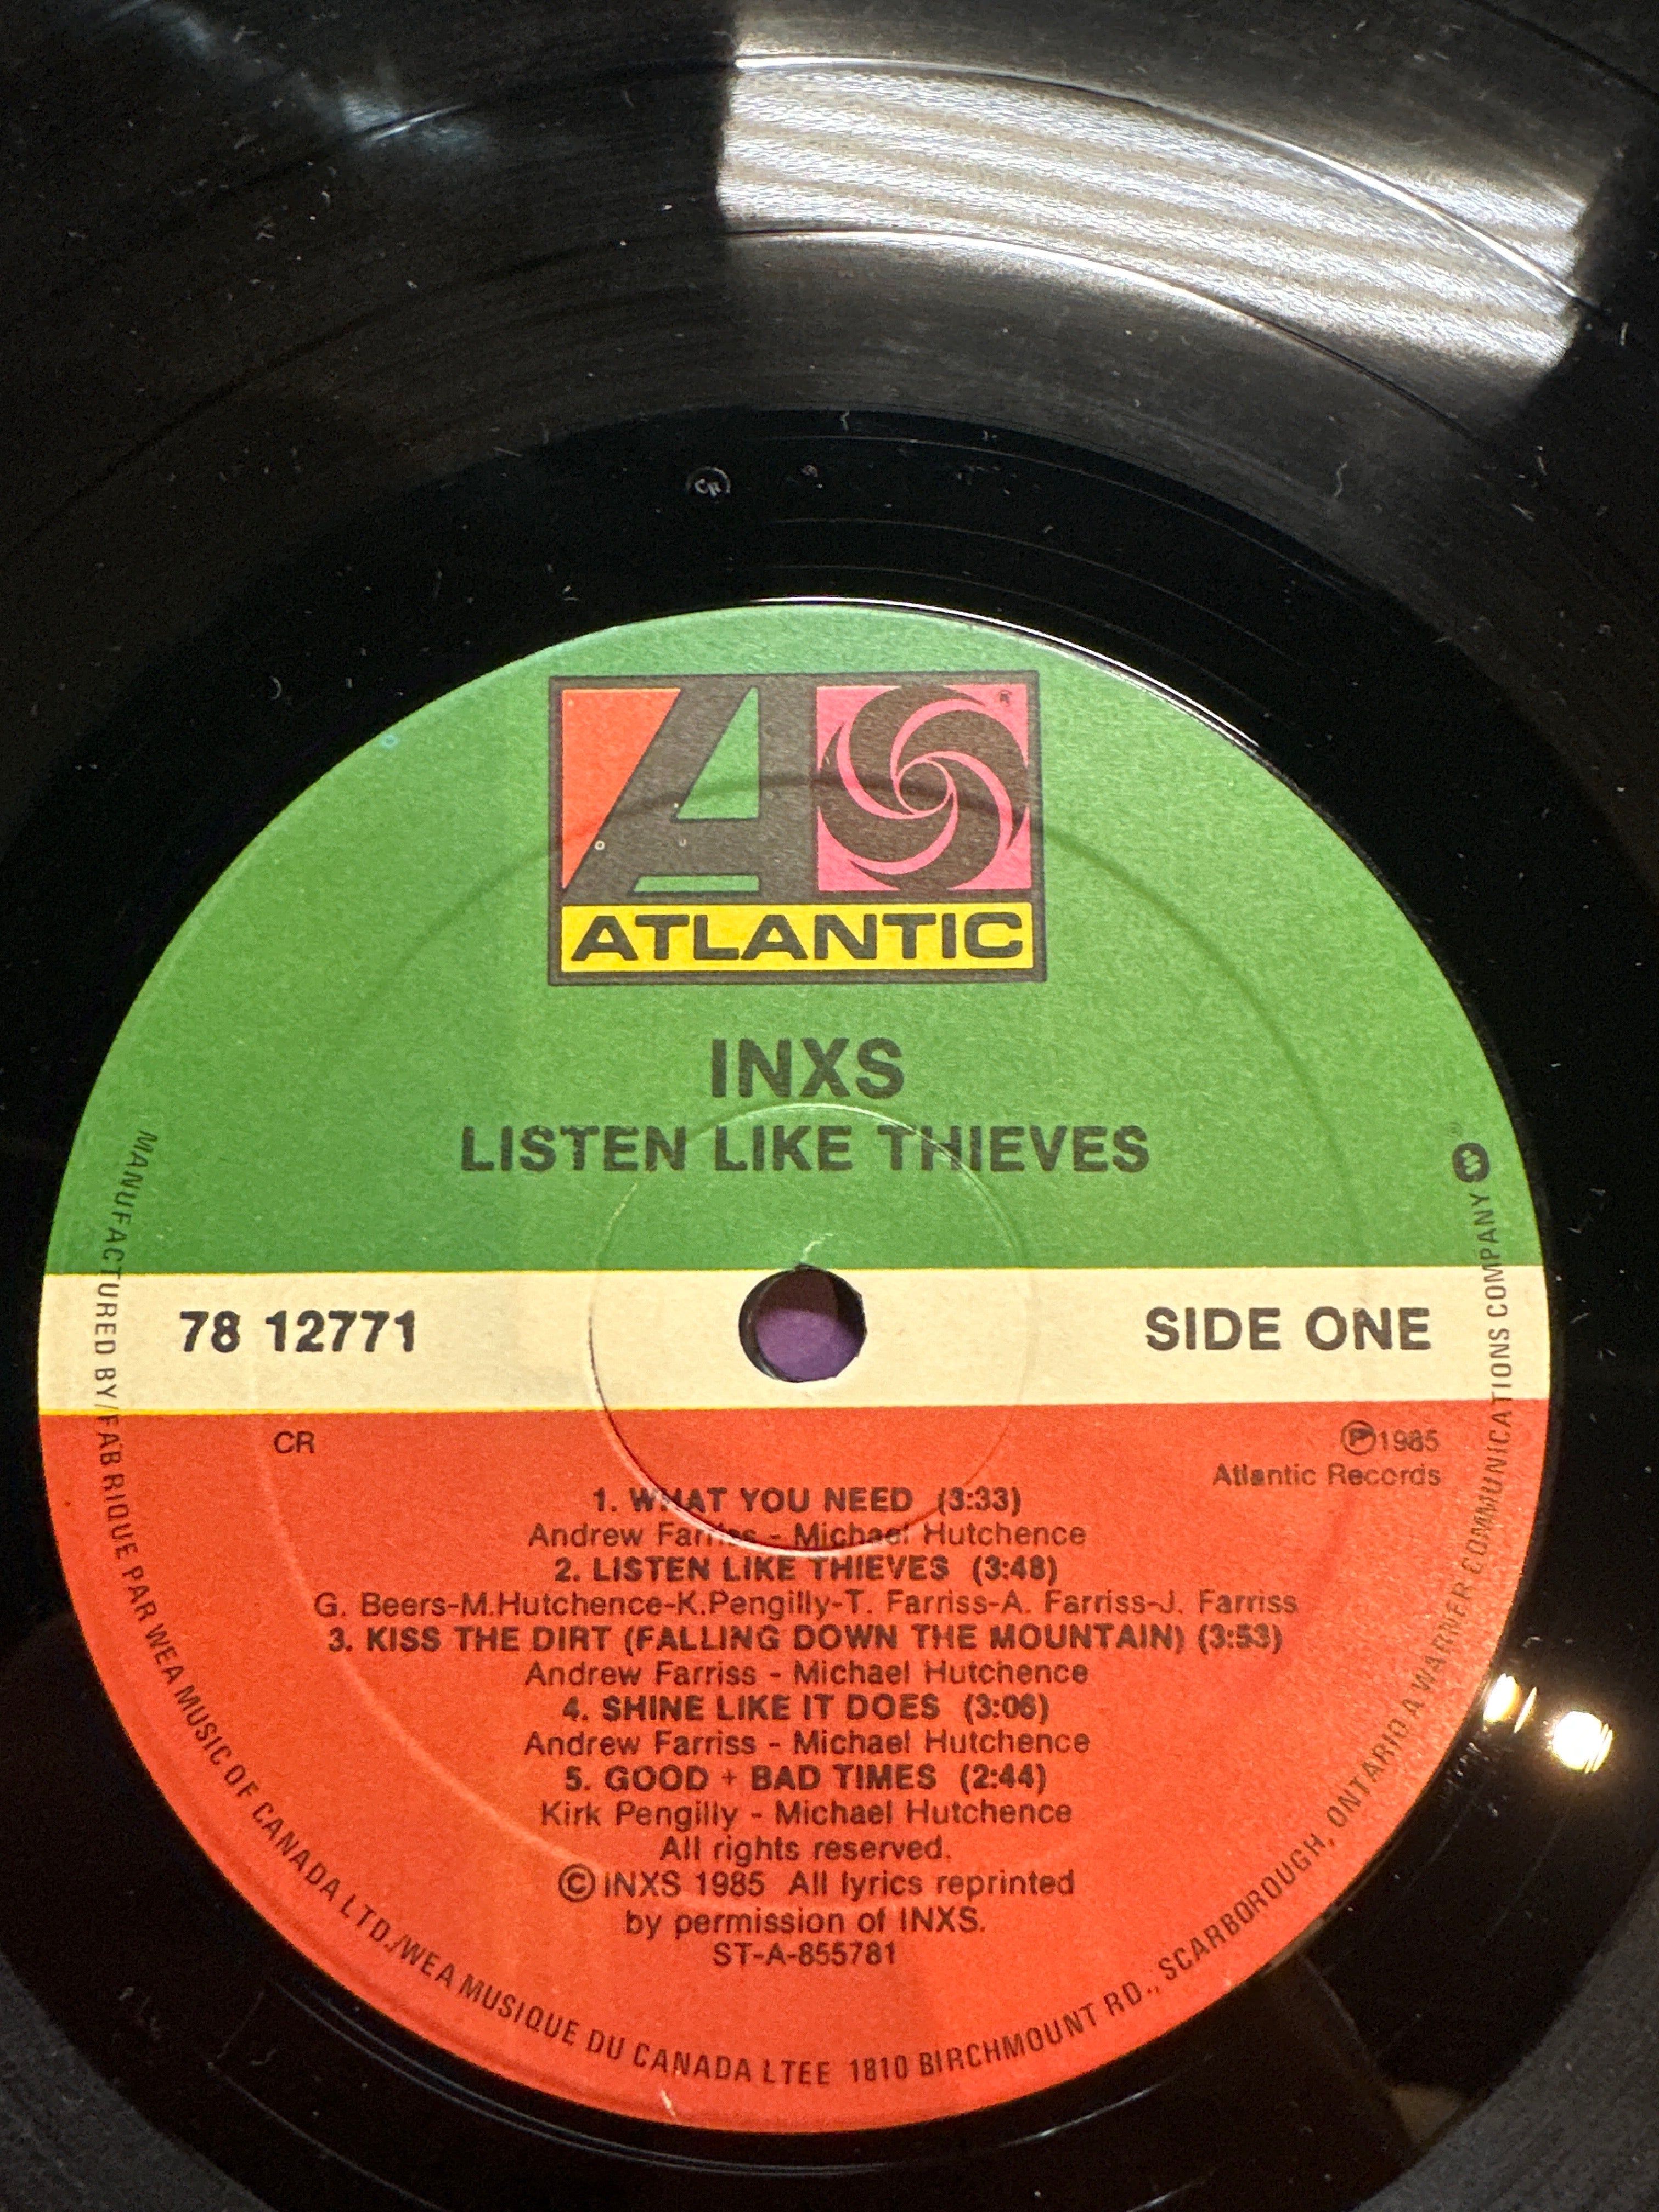 CR
ATLANTIC
®
INXS
LISTEN LIKE THIEVES
78 12771
SIDE ONE
CR
Ⓟ1985
Atlantic Records
1. WHAT YOU NEED (3:33)
Andrew Farriss - Michael Hutchence
2. LISTEN LIKE THIEVES (3:48)
G. Beers-M.Hutchence-K.Pengilly-T. Farriss-A. Farriss-J. Farriss
3. KISS THE DIRT (FALLING DOWN THE MOUNTAIN) (3:53)
Andrew Farriss - Michael Hutchence
4. SHINE LIKE IT DOES (3:06)
Andrew Farriss - Michael Hutchence
5. GOOD + BAD TIMES (2:44)
Kirk Pengilly - Michael Hutchence
All rights reserved.
©INXS 1985 All lyrics reprinted
by permission of INXS.
ST-A-855781
MANUFACTURED BY/FABRIQUE PAR WEA MUSIC OF CANADA LTD./WEA MUSIQUE DU CANADA LTEE 1810 BIRCHMOUNT RD., SCARBOROUGH, ONTARIO A WARNER COMMUNICATIONS COMPANY